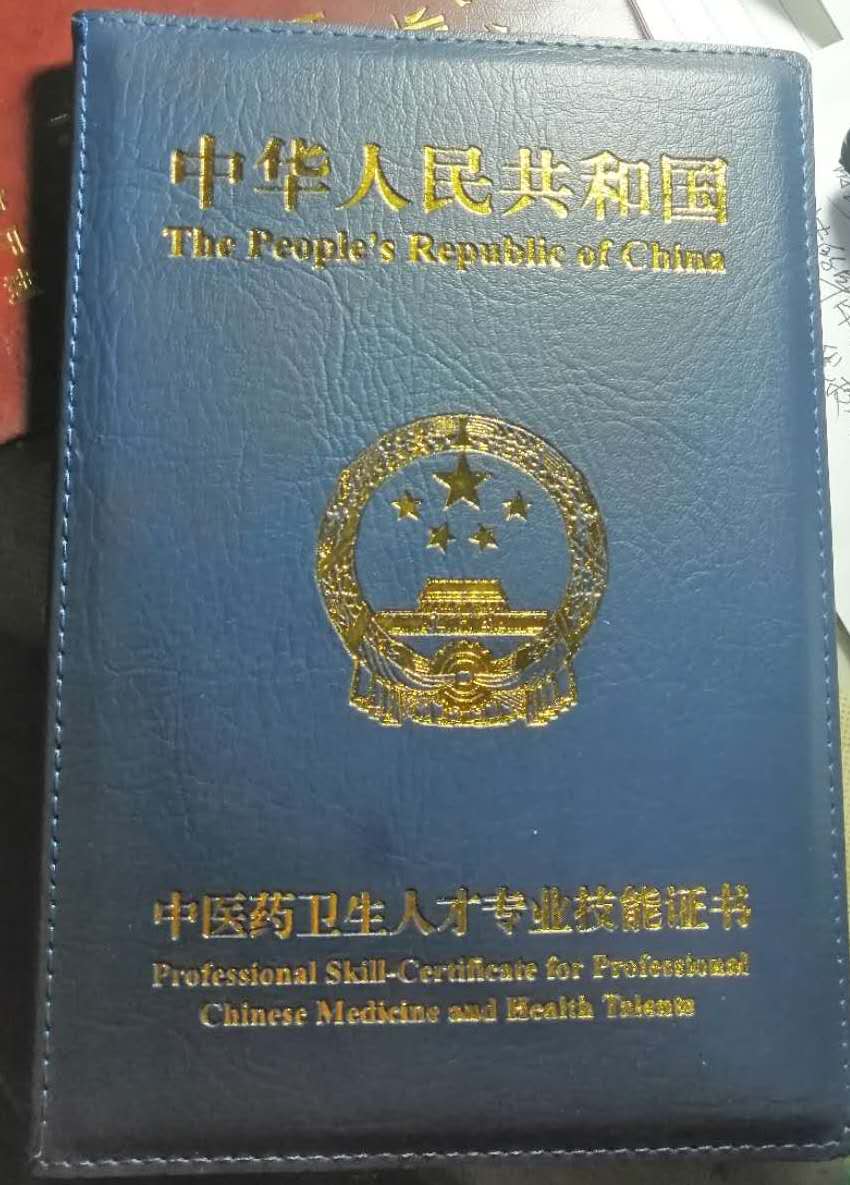 中华人民共和国
The People's Republic of China
中医药卫生人才专业技能证书
Professional Skill-Certificate for Professional
Chinese Medicine and Health Talents